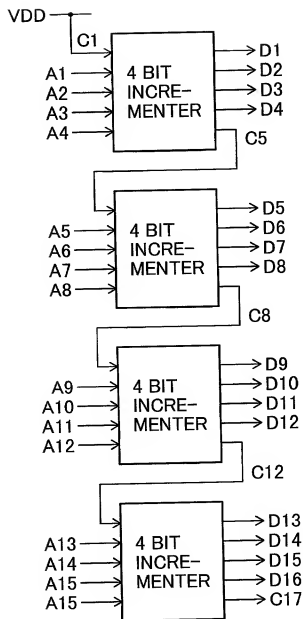 VDD
C1
A1
A2
A3
A4
4 BIT
INCRE-
MENTER
D1
D2
D3
D4
C5
A5
A6
A7
A8
4 BIT
INCRE-
MENTER
D5
D6
D7
D8
C8
A9
A10
A11
A12
4 BIT
INCRE-
MENTER
D9
D10
D11
D12
C12
A13
A14
A15
A15
4 BIT
INCRE-
MENTER
D13
D14
D15
D16
C17